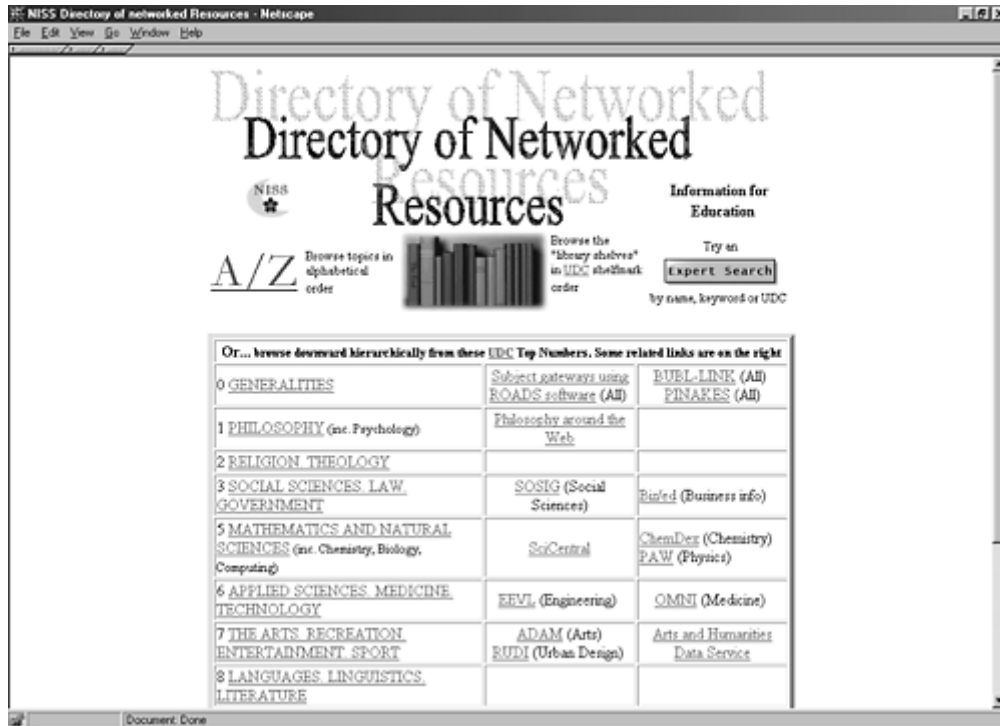 NISS Directory of networked Resources - Netscape
File Edit View Go Window Help
Directory of Networked
Directory of Networked
Resources
Resources
NISS
Information for
Education
A/Z
Browse topics in
alphabetical
order
Browse the
"library shelves"
in UDC shelfmark
order
Try an
Expert Search
by name, keyword or UDC
Or... browse downward hierarchically from these UDC Top Numbers. Some related links are on the right
0 GENERALITIES
Subject gateways using
ROADS software (All)
BUBL-LINK (All)
PINAKES (All)
1 PHILOSOPHY (inc. Psychology)
Philosophy around the
Web
2 RELIGION. THEOLOGY
3 SOCIAL SCIENCES. LAW.
GOVERNMENT
SOSIG (Social
Sciences)
Biz/ed (Business info)
5 MATHEMATICS AND NATURAL
SCIENCES (inc. Chemistry, Biology,
Computing)
SciCentral
ChemDex (Chemistry)
PAW (Physics)
6 APPLIED SCIENCES. MEDICINE.
TECHNOLOGY
EEVL (Engineering)
OMNI (Medicine)
7 THE ARTS. RECREATION.
ENTERTAINMENT. SPORT
ADAM (Arts)
RUDI (Urban Design)
Arts and Humanities
Data Service
8 LANGUAGES. LINGUISTICS.
LITERATURE
Document: Done